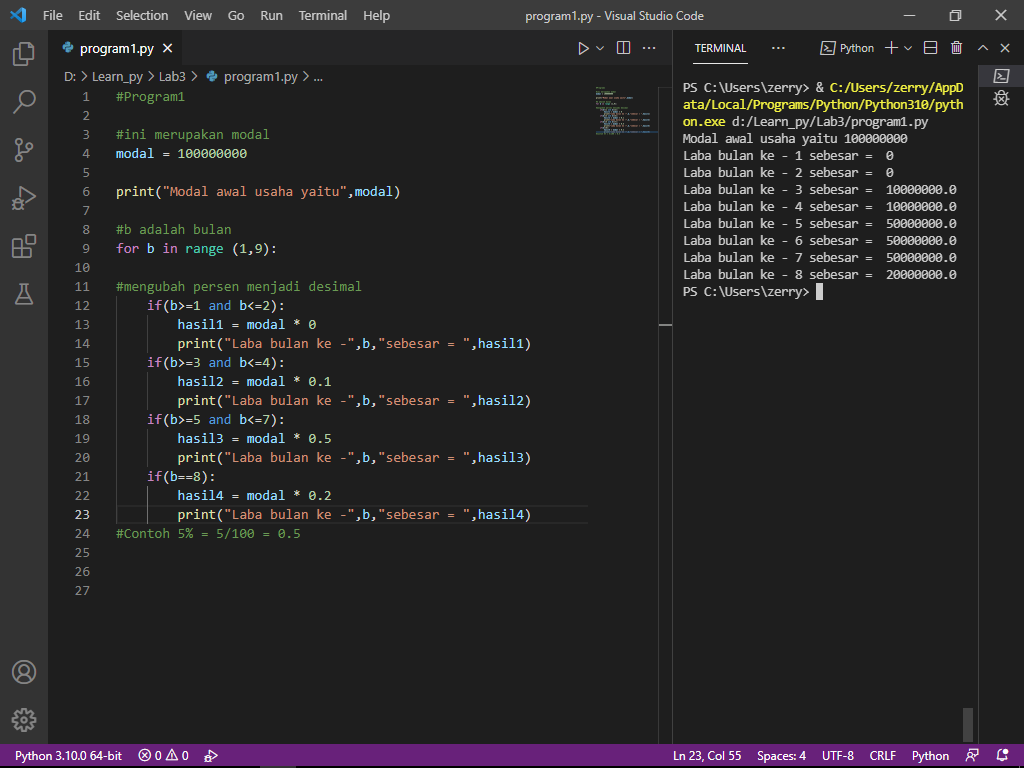 File Edit Selection View Go Run Terminal Help program1.py - Visual Studio Code
program1.py
D: > Learn_py > Lab3 > program1.py > ...
1 #Program1
2
3 #ini merupakan modal
4 modal = 100000000
5
6 print("Modal awal usaha yaitu",modal)
7
8 #b adalah bulan
9 for b in range (1,9):
10
11 #mengubah persen menjadi desimal
12     if(b>=1 and b<=2):
13         hasil1 = modal * 0
14         print("Laba bulan ke -",b,"sebesar = ",hasil1)
15     if(b>=3 and b<=4):
16         hasil2 = modal * 0.1
17         print("Laba bulan ke -",b,"sebesar = ",hasil2)
18     if(b>=5 and b<=7):
19         hasil3 = modal * 0.5
20         print("Laba bulan ke -",b,"sebesar = ",hasil3)
21     if(b==8):
22         hasil4 = modal * 0.2
23         print("Laba bulan ke -",b,"sebesar = ",hasil4)
24 #Contoh 5% = 5/100 = 0.5
25
26
27
TERMINAL ... Python
PS C:\Users\zerry> & C:/Users/zerry/AppD
ata/Local/Programs/Python/Python310/pyth
on.exe d:/Learn_py/Lab3/program1.py
Modal awal usaha yaitu 100000000
Laba bulan ke - 1 sebesar =  0
Laba bulan ke - 2 sebesar =  0
Laba bulan ke - 3 sebesar =  10000000.0
Laba bulan ke - 4 sebesar =  10000000.0
Laba bulan ke - 5 sebesar =  50000000.0
Laba bulan ke - 6 sebesar =  50000000.0
Laba bulan ke - 7 sebesar =  50000000.0
Laba bulan ke - 8 sebesar =  20000000.0
PS C:\Users\zerry>
Python 3.10.0 64-bit 0 0 Ln 23, Col 55 Spaces: 4 UTF-8 CRLF Python